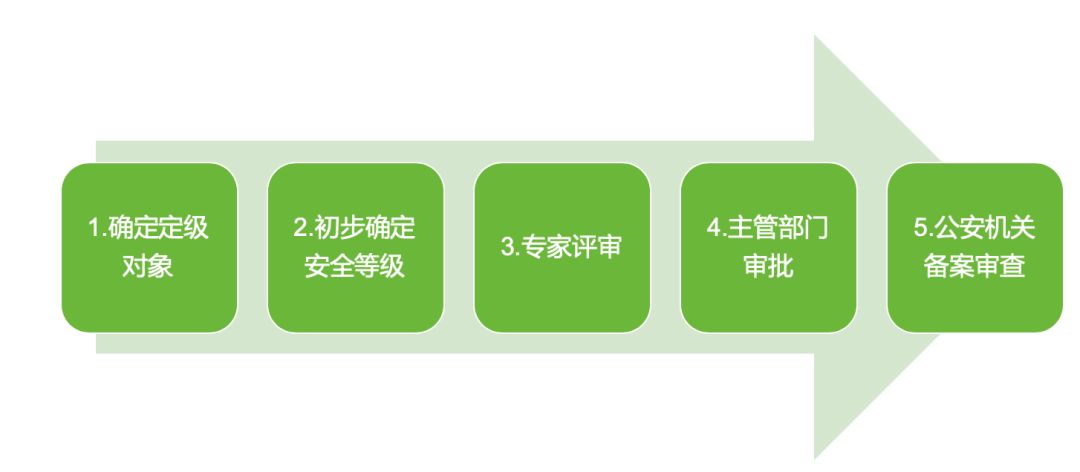 1.确定定级
对象
2.初步确定
安全等级
3.专家评审
4.主管部门
审批
5.公安机关
备案审查